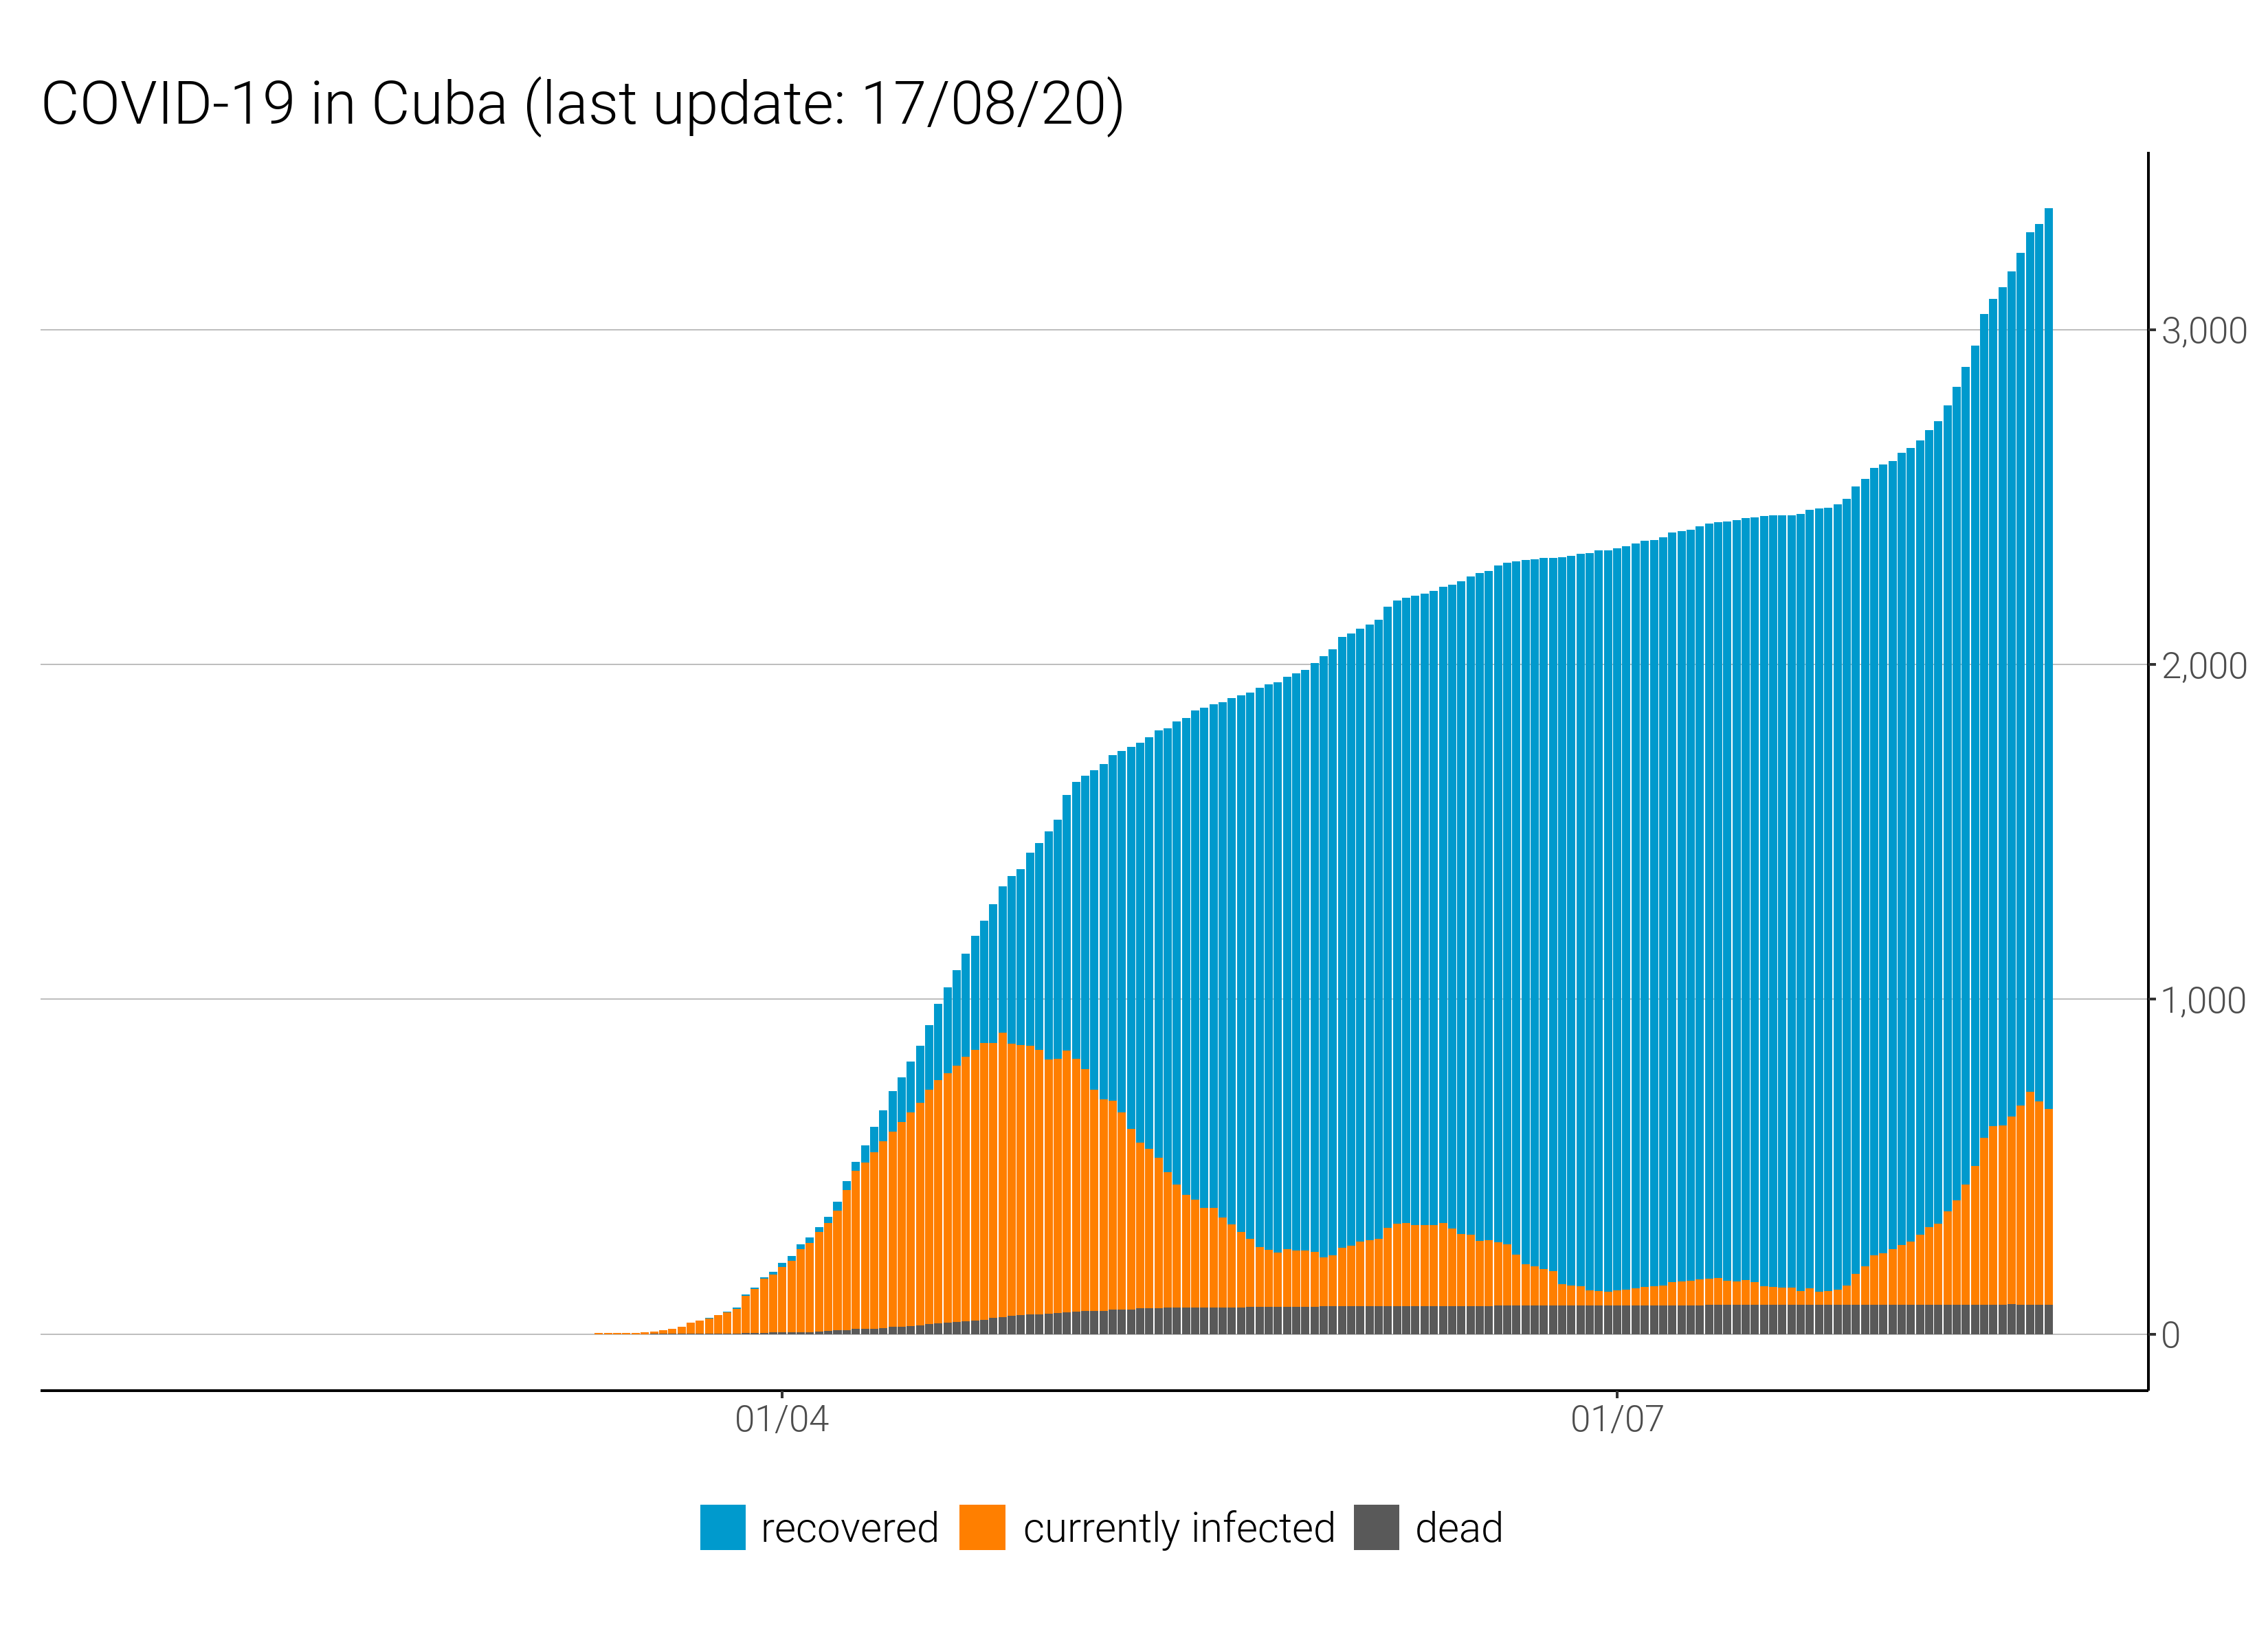 COVID-19 in Cuba (last update: 17/08/20)
3,000
2,000
1,000
0
01/04 01/07
recovered currently infected dead